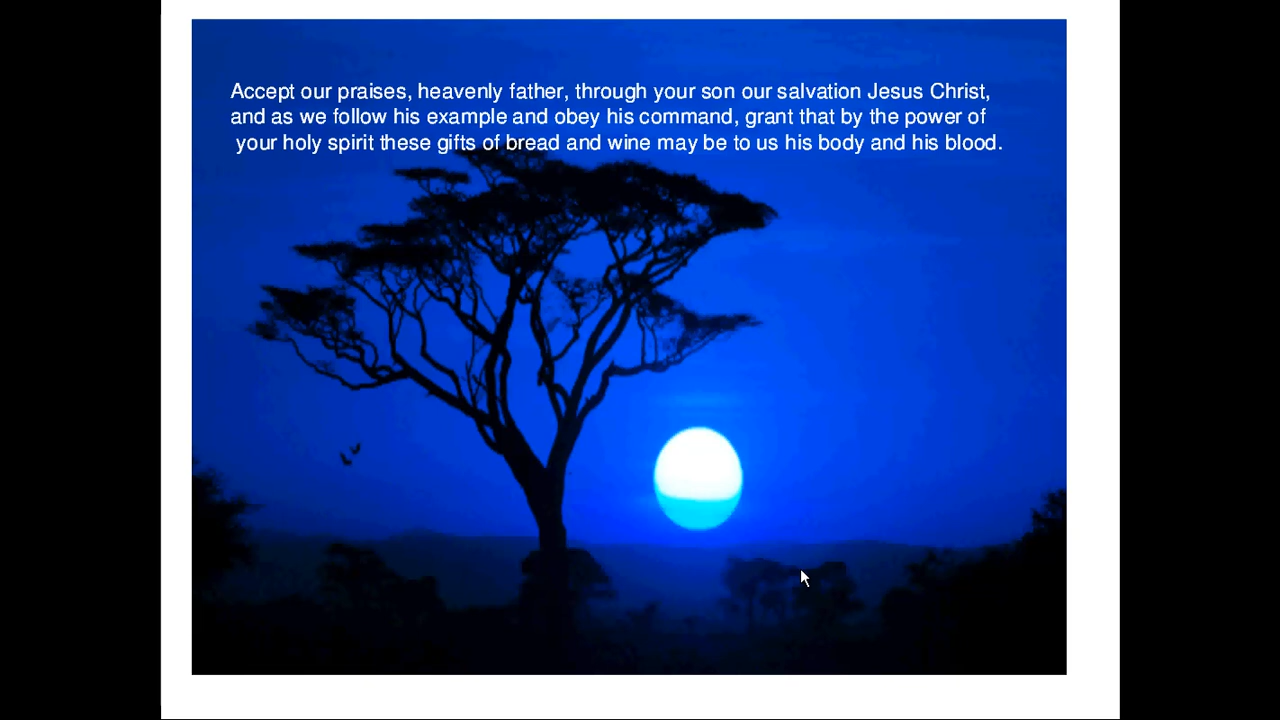 Accept our praises, heavenly father, through your son our salvation Jesus Christ,
and as we follow his example and obey his command, grant that by the power of
your holy spirit these gifts of bread and wine may be to us his body and his blood.